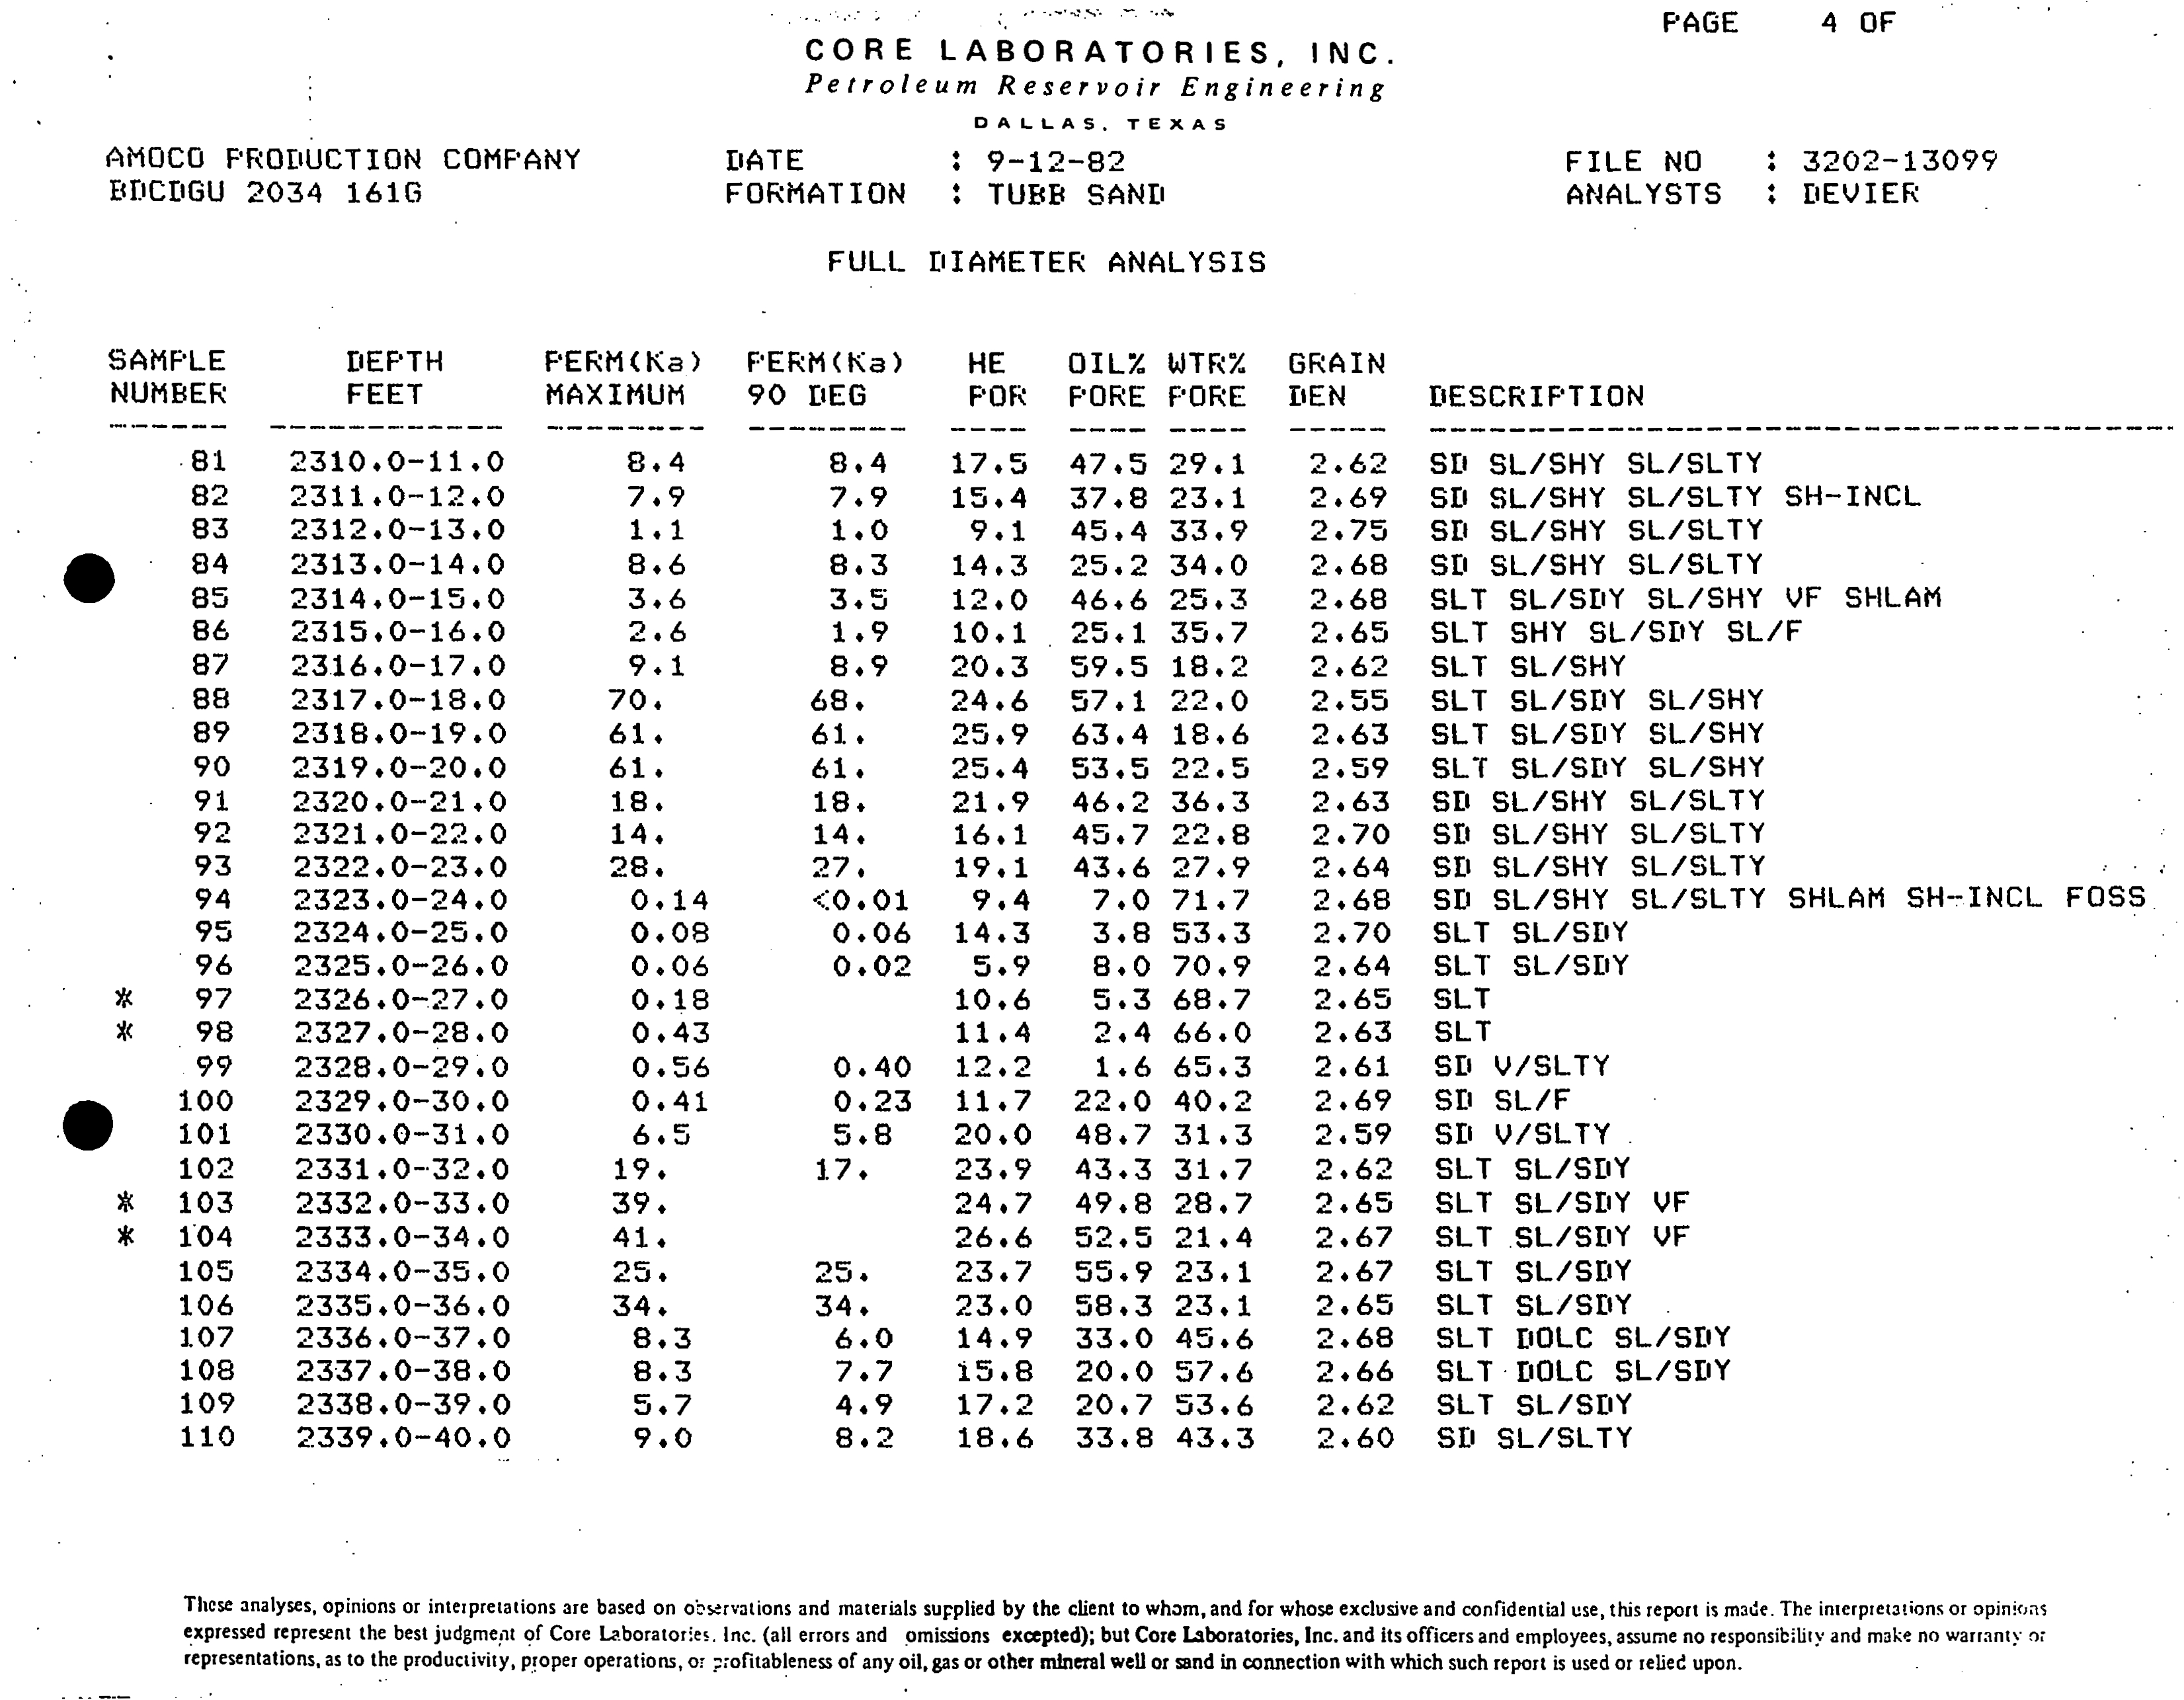 PAGE 4 OF
CORE LABORATORIES, INC.
Petroleum Reservoir Engineering
DALLAS, TEXAS
AMOCO PRODUCTION COMPANY DATE : 9-12-82 FILE NO : 3202-13099
BDCDGU 2034 161G FORMATION : TUBB SAND ANALYSTS : DEVIER
FULL DIAMETER ANALYSIS
SAMPLE DEPTH PERM(Ka) PERM(Ka) HE OIL% WTR% GRAIN
NUMBER FEET MAXIMUM 90 DEG POR PORE PORE DEN DESCRIPTION
81 2310.0-11.0 8.4 8.4 17.5 47.5 29.1 2.62 SD SL/SHY SL/SLTY
82 2311.0-12.0 7.9 7.9 15.4 37.8 23.1 2.69 SD SL/SHY SL/SLTY SH-INCL
83 2312.0-13.0 1.1 1.0 9.1 45.4 33.9 2.75 SD SL/SHY SL/SLTY
84 2313.0-14.0 8.6 8.3 14.3 25.2 34.0 2.68 SD SL/SHY SL/SLTY
85 2314.0-15.0 3.6 3.5 12.0 46.6 25.3 2.68 SLT SL/SDY SL/SHY VF SHLAM
86 2315.0-16.0 2.6 1.9 10.1 25.1 35.7 2.65 SLT SHY SL/SDY SL/F
87 2316.0-17.0 9.1 8.9 20.3 59.5 18.2 2.62 SLT SL/SHY
88 2317.0-18.0 70. 68. 24.6 57.1 22.0 2.55 SLT SL/SDY SL/SHY
89 2318.0-19.0 61. 61. 25.9 63.4 18.6 2.63 SLT SL/SDY SL/SHY
90 2319.0-20.0 61. 61. 25.4 53.5 22.5 2.59 SLT SL/SDY SL/SHY
91 2320.0-21.0 18. 18. 21.9 46.2 36.3 2.63 SD SL/SHY SL/SLTY
92 2321.0-22.0 14. 14. 16.1 45.7 22.8 2.70 SD SL/SHY SL/SLTY
93 2322.0-23.0 28. 27. 19.1 43.6 27.9 2.64 SD SL/SHY SL/SLTY
94 2323.0-24.0 0.14 <0.01 9.4 7.0 71.7 2.68 SD SL/SHY SL/SLTY SHLAM SH-INCL FOSS
95 2324.0-25.0 0.08 0.06 14.3 3.8 53.3 2.70 SLT SL/SDY
96 2325.0-26.0 0.06 0.02 5.9 8.0 70.9 2.64 SLT SL/SDY
* 97 2326.0-27.0 0.18 10.6 5.3 68.7 2.65 SLT
* 98 2327.0-28.0 0.43 11.4 2.4 66.0 2.63 SLT
99 2328.0-29.0 0.56 0.40 12.2 1.6 65.3 2.61 SD V/SLTY
100 2329.0-30.0 0.41 0.23 11.7 22.0 40.2 2.69 SD SL/F
101 2330.0-31.0 6.5 5.8 20.0 48.7 31.3 2.59 SD V/SLTY
102 2331.0-32.0 19. 17. 23.9 43.3 31.7 2.62 SLT SL/SDY
* 103 2332.0-33.0 39. 24.7 49.8 28.7 2.65 SLT SL/SDY VF
* 104 2333.0-34.0 41. 26.6 52.5 21.4 2.67 SLT SL/SDY VF
105 2334.0-35.0 25. 25. 23.7 55.9 23.1 2.67 SLT SL/SDY
106 2335.0-36.0 34. 34. 23.0 58.3 23.1 2.65 SLT SL/SDY
107 2336.0-37.0 8.3 6.0 14.9 33.0 45.6 2.68 SLT DOLC SL/SDY
108 2337.0-38.0 8.3 7.7 15.8 20.0 57.6 2.66 SLT DOLC SL/SDY
109 2338.0-39.0 5.7 4.9 17.2 20.7 53.6 2.62 SLT SL/SDY
110 2339.0-40.0 9.0 8.2 18.6 33.8 43.3 2.60 SD SL/SLTY
These analyses, opinions or interpretations are based on observations and materials supplied by the client to whom, and for whose exclusive and confidential use, this report is made. The interpretations or opinions
expressed represent the best judgment of Core Laboratories, Inc. (all errors and omissions excepted); but Core Laboratories, Inc. and its officers and employees, assume no responsibility and make no warranty or
representations, as to the productivity, proper operations, or profitableness of any oil, gas or other mineral well or sand in connection with which such report is used or relied upon.